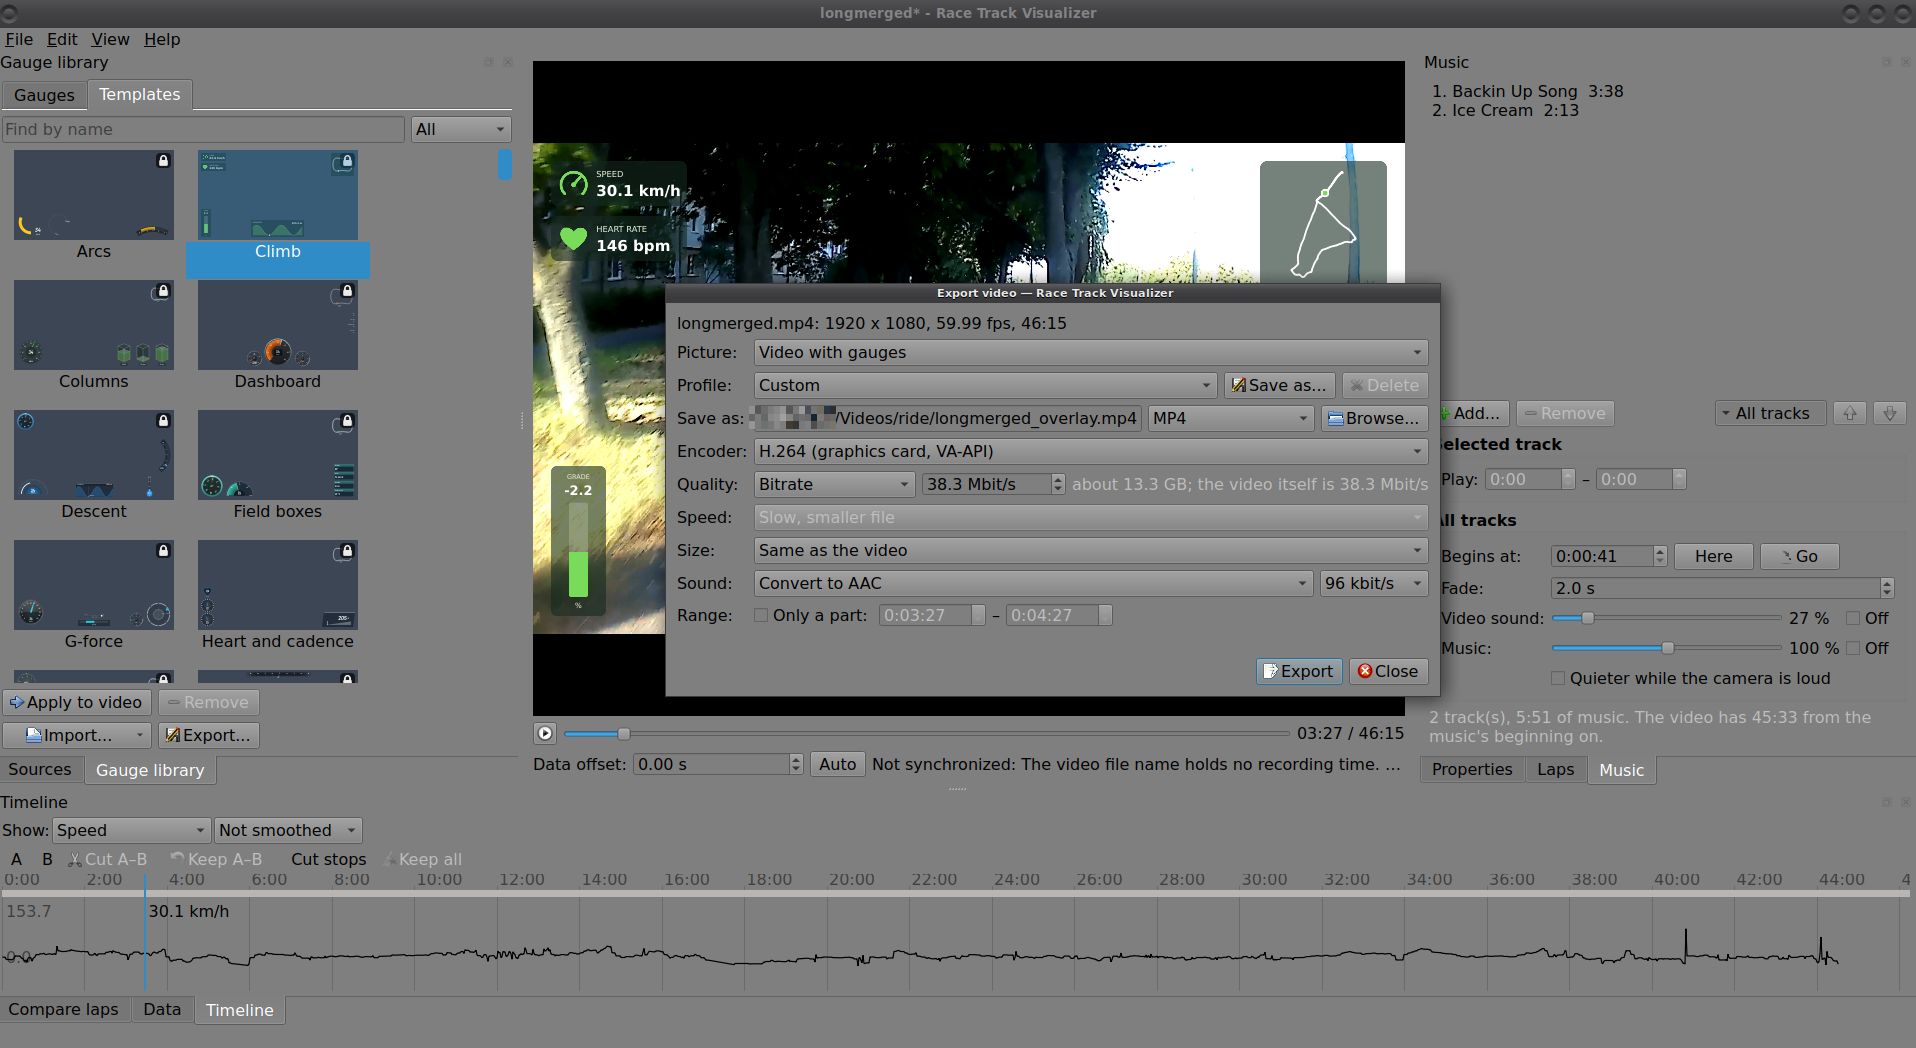 longmerged* - Race Track Visualizer
File Edit View Help
Gauge library
Gauges Templates
Find by name All
Arcs Climb
Columns Dashboard
Descent Field boxes
G-force Heart and cadence
Apply to video Remove
Import... Export...
Sources Gauge library
SPEED
30.1 km/h
HEART RATE
146 bpm
GRADE
-2.2
%
Export video — Race Track Visualizer
longmerged.mp4: 1920 x 1080, 59.99 fps, 46:15
Picture: Video with gauges
Profile: Custom Save as... Delete
Save as: /Videos/ride/longmerged_overlay.mp4 MP4 Browse...
Encoder: H.264 (graphics card, VA-API)
Quality: Bitrate 38.3 Mbit/s about 13.3 GB; the video itself is 38.3 Mbit/s
Speed: Slow, smaller file
Size: Same as the video
Sound: Convert to AAC 96 kbit/s
Range: Only a part: 0:03:27 – 0:04:27
Export Close
03:27 / 46:15
Data offset: 0.00 s Auto Not synchronized: The video file name holds no recording time. ...
Music
1. Backin Up Song 3:38
2. Ice Cream 2:13
Add... Remove All tracks
Selected track
Play: 0:00 – 0:00
All tracks
Begins at: 0:00:41 Here Go
Fade: 2.0 s
Video sound: 27 % Off
Music: 100 % Off
Quieter while the camera is loud
2 track(s), 5:51 of music. The video has 45:33 from the
music's beginning on.
Properties Laps Music
Timeline
Show: Speed Not smoothed
A B Cut A–B Keep A–B Cut stops Keep all
0:00 2:00 4:00 6:00 8:00 10:00 12:00 14:00 16:00 18:00 20:00 22:00 24:00 26:00 28:00 30:00 32:00 34:00 36:00 38:00 40:00 42:00 44:00 4
153.7 30.1 km/h
0.0
Compare laps Data Timeline